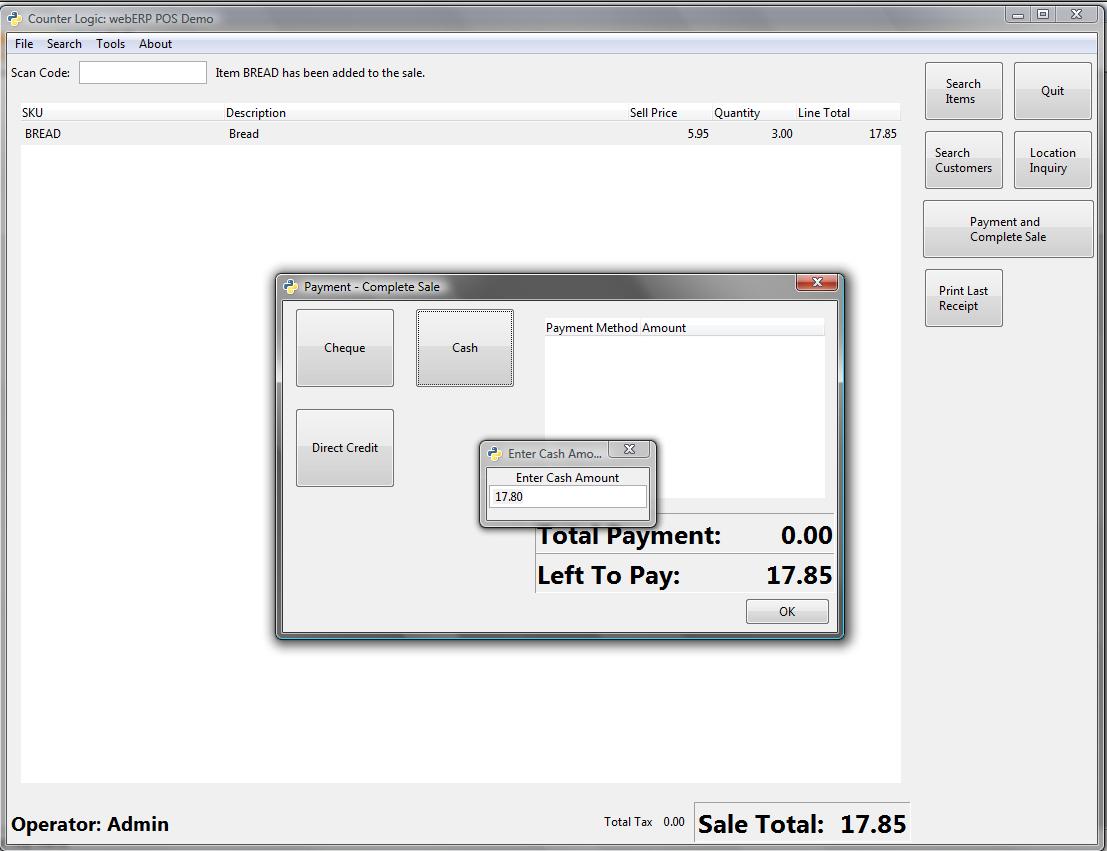 Counter Logic: webERP POS Demo
File Search Tools About
Scan Code: Item BREAD has been added to the sale.
SKU Description Sell Price Quantity Line Total
BREAD Bread 5.95 3.00 17.85
Search
Items
Quit
Search
Customers
Location
Inquiry
Payment and
Complete Sale
Print Last
Receipt
Payment - Complete Sale
Cheque
Cash
Direct Credit
Payment Method Amount
Enter Cash Amo...
Enter Cash Amount
17.80
Total Payment: 0.00
Left To Pay: 17.85
OK
Operator: Admin
Total Tax 0.00
Sale Total: 17.85